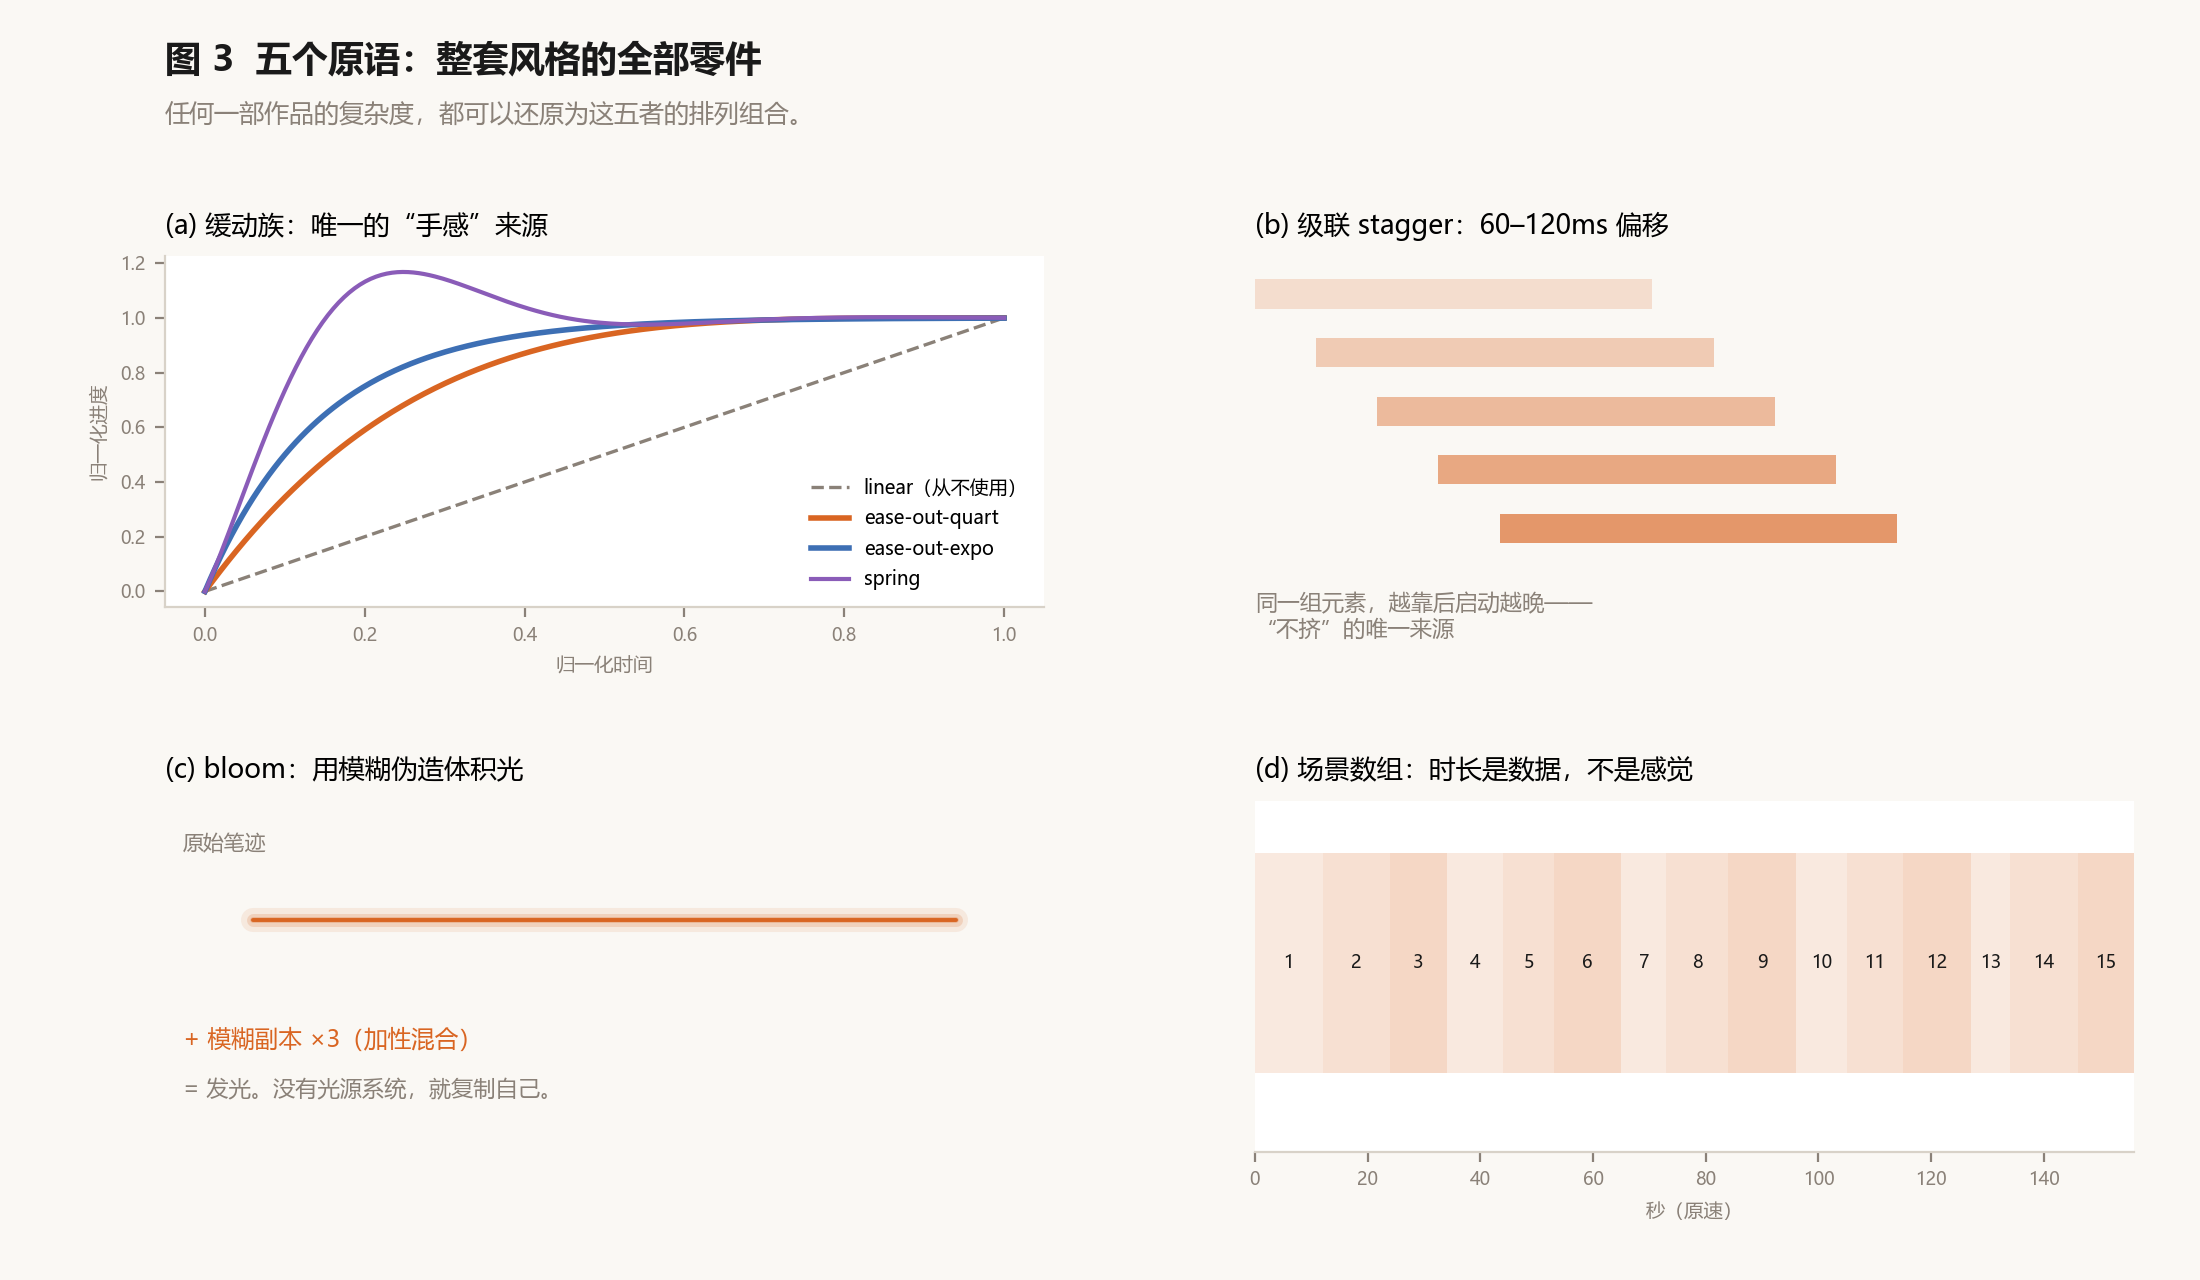 图 3 五个原语：整套风格的全部零件
任何一部作品的复杂度，都可以还原为这五者的排列组合。
(a) 缓动族：唯一的“手感”来源
1.2
1.0
0.8
0.6
0.4
0.2
0.0
归一化进度
linear（从不使用）
ease-out-quart
ease-out-expo
spring
0.0 0.2 0.4 0.6 0.8 1.0
归一化时间
(b) 级联 stagger：60–120ms 偏移
同一组元素，越靠后启动越晚——
“不挤”的唯一来源
(c) bloom：用模糊伪造体积光
原始笔迹
+ 模糊副本 ×3（加性混合）
= 发光。没有光源系统，就复制自己。
(d) 场景数组：时长是数据，不是感觉
1 2 3 4 5 6 7 8 9 10 11 12 13 14 15
0 20 40 60 80 100 120 140
秒（原速）